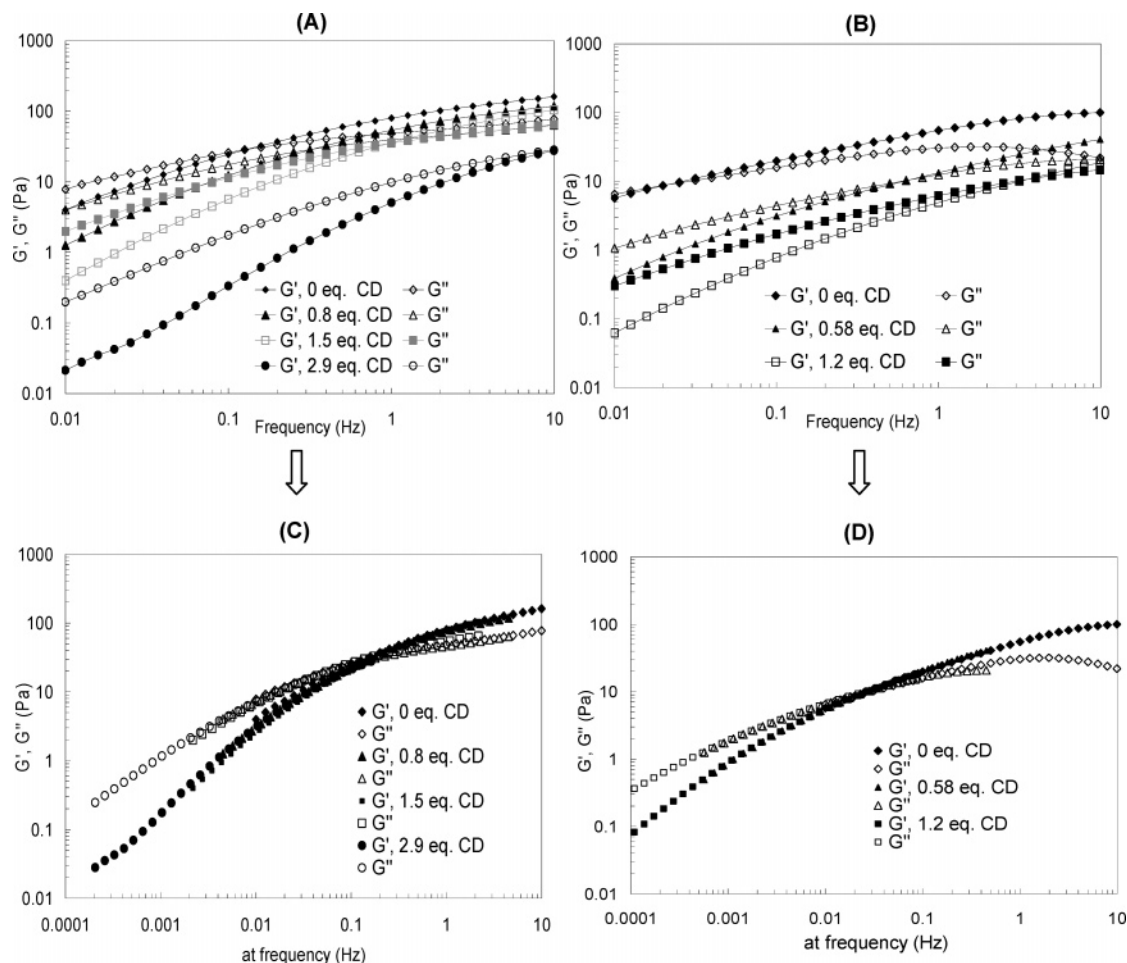 (A)
1000
100
10
1
0.1
0.01
G', G" (Pa)
G', 0 eq. CD G"
G', 0.8 eq. CD G"
G', 1.5 eq. CD G"
G', 2.9 eq. CD G"
0.01 0.1 1 10
Frequency (Hz)
(B)
1000
100
10
1
0.1
0.01
G', G" (Pa)
G', 0 eq. CD G"
G', 0.58 eq. CD G"
G', 1.2 eq. CD G"
0.01 0.1 1 10
Frequency (Hz)
(C)
1000
100
10
1
0.1
0.01
G', G" (Pa)
G', 0 eq. CD
G"
G', 0.8 eq. CD
G"
G', 1.5 eq. CD
G"
G', 2.9 eq. CD
G"
0.0001 0.001 0.01 0.1 1 10
at frequency (Hz)
(D)
1000
100
10
1
0.1
0.01
G', G" (Pa)
G', 0 eq. CD
G"
G', 0.58 eq. CD
G"
G', 1.2 eq. CD
G"
0.0001 0.001 0.01 0.1 1 10
at frequency (Hz)